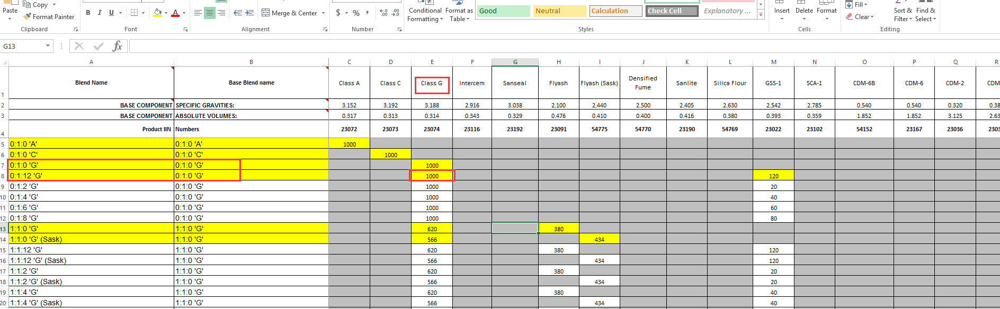 Paste Copy Merge & Center $ % , Conditional Format as Good Neutral Calculation Check Cell Explanatory ... Insert Delete Format Fill Sort & Find &
Format Painter B I U A Formatting Table Clear Filter Select
Clipboard Font Alignment Number Styles Cells Editing
G13 fx
A B C D E F G H I J K L M N O P Q R
1 Blend Name Base Blend name Class A Class C Class G Intercem Sanseal Flyash Flyash (Sask) Densified Fume Sanlite Silica Flour GSS-1 SCA-1 CDM-6B CDM-6 CDM-2 CDM
2 BASE COMPONENT SPECIFIC GRAVITIES: 3.152 3.192 3.188 2.916 3.038 2.100 2.440 2.500 2.405 2.630 2.542 2.785 0.540 0.540 0.320 0.38
3 BASE COMPONENT ABSOLUTE VOLUMES: 0.317 0.313 0.314 0.343 0.329 0.476 0.410 0.400 0.416 0.380 0.393 0.359 1.852 1.852 3.125 2.63
4 Product IIN Numbers 23072 23073 23074 23116 23192 23091 54775 54770 23190 54769 23022 23102 54152 23167 23036 2303
5 0:1:0 'A' 0:1:0 'A' 1000
6 0:1:0 'C' 0:1:0 'C' 1000
7 0:1:0 'G' 0:1:0 'G' 1000
8 0:1:12 'G' 0:1:0 'G' 1000 120
9 0:1:2 'G' 0:1:0 'G' 1000 20
10 0:1:4 'G' 0:1:0 'G' 1000 40
11 0:1:6 'G' 0:1:0 'G' 1000 60
12 0:1:8 'G' 0:1:0 'G' 1000 80
13 1:1:0 'G' 1:1:0 'G' 620 380
14 1:1:0 'G' (Sask) 1:1:0 'G' 566 434
15 1:1:12 'G' 1:1:0 'G' 620 380 120
16 1:1:12 'G' (Sask) 1:1:0 'G' 566 434 120
17 1:1:2 'G' 1:1:0 'G' 620 380 20
18 1:1:2 'G' (Sask) 1:1:0 'G' 566 434 20
19 1:1:4 'G' 1:1:0 'G' 620 380 40
20 1:1:4 'G' (Sask) 1:1:0 'G' 566 434 40